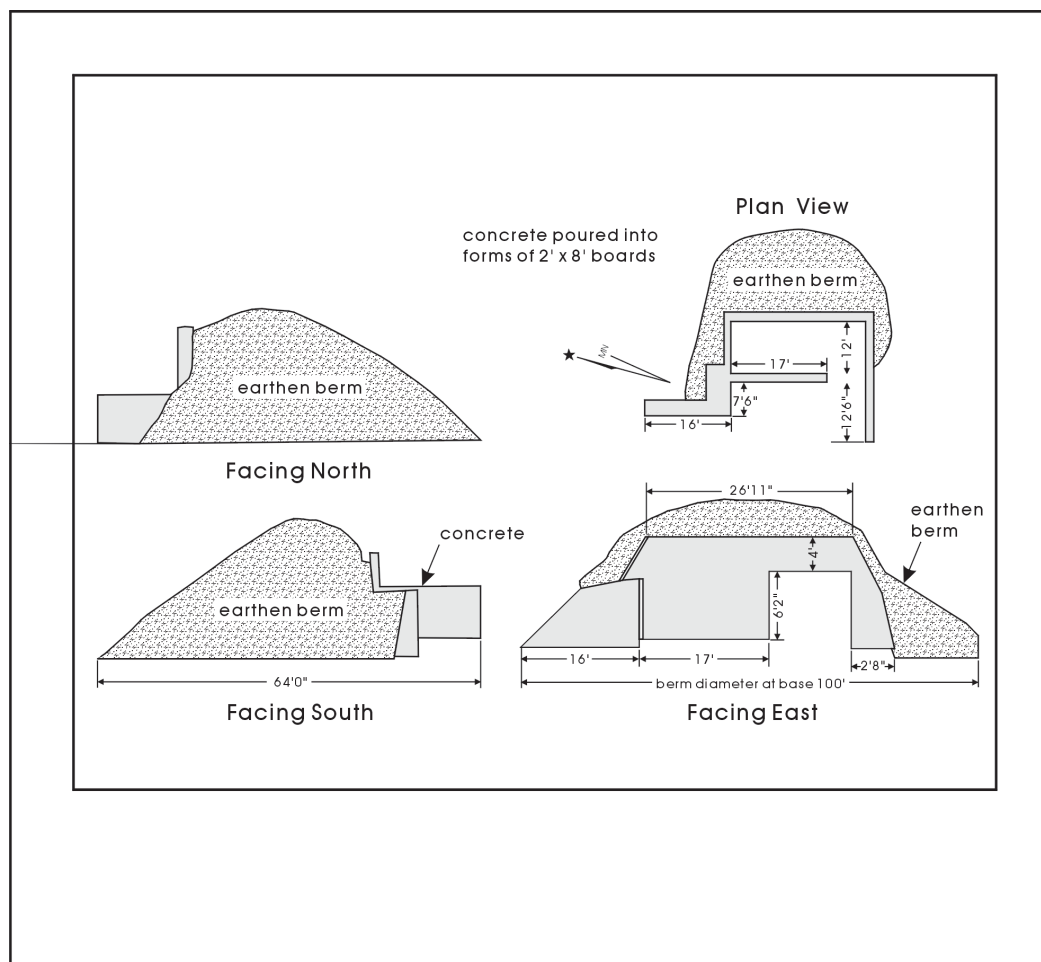 Plan View
concrete poured into
forms of 2' x 8' boards
earthen berm
MN
17'
12'
7'6"
12'6"
16'
earthen berm
Facing North
26'11"
earthen
berm
concrete
4'
earthen berm
6'2"
16'
17'
2'8"
64'0"
berm diameter at base 100'
Facing South
Facing East